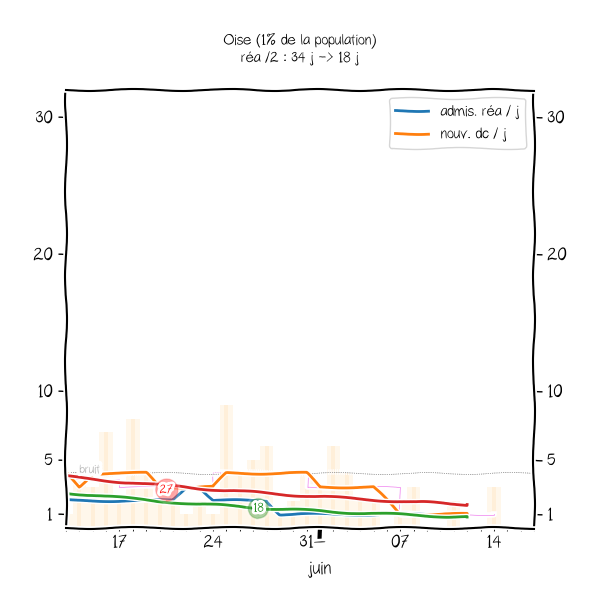 Oise (1% de la population)
réa /2 : 34 j -> 18 j
admis. réa / j
nouv. dc / j
30
30
20
20
10
10
5
5
... bruit
27
18
1
1
17
24
31
07
14
juin